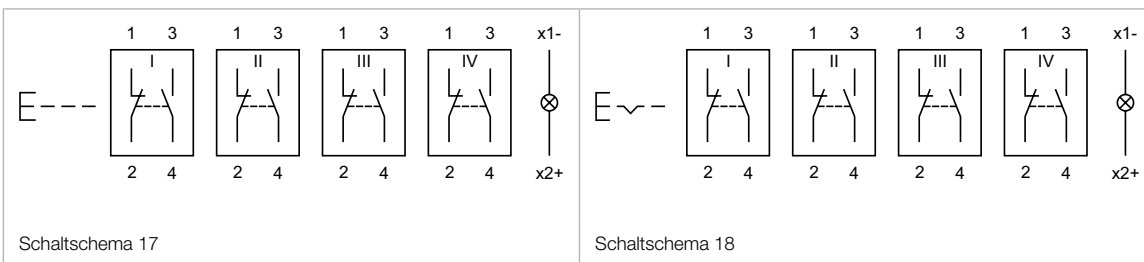 1 3 1 3 1 3 1 3 x1-
I II III IV
2 4 2 4 2 4 2 4 x2+
Schaltschema 17
1 3 1 3 1 3 1 3 x1-
I II III IV
2 4 2 4 2 4 2 4 x2+
Schaltschema 18